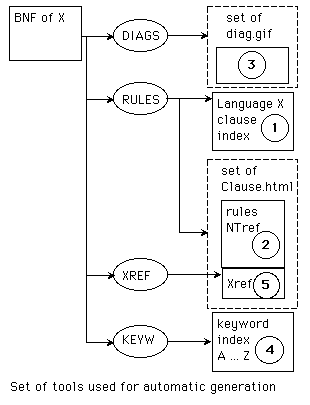 BNF of X
DIAGS
set of
diag.gif
3
RULES
Language X
clause
index
1
set of
Clause.html
rules
NTref
2
XREF
Xref
5
KEYW
keyword
index
A ... Z
4
Set of tools used for automatic generation